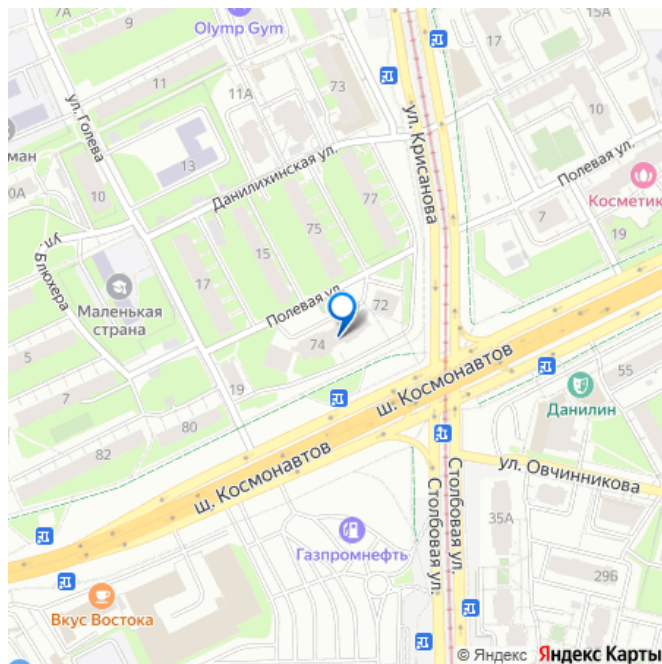 7А
Olymp Gym
17
15А
11
11А
73
ул. Голева
ул. Крисанова
10
ман
0А
10
13
Данилихинская ул.
Полевая ул.
77
75
Косметик
7
19
15
17
ул. Блюхера
Маленькая
страна
Полевая ул.
72
74
5
7
19
80
82
ш. Космонавтов
55
Данилин
ш. Космонавтов
ул. Овчинникова
Столбовая ул.
Столбовая ул.
35А
Газпромнефть
29Б
Вкус Востока
© Яндекс Яндекс Карты